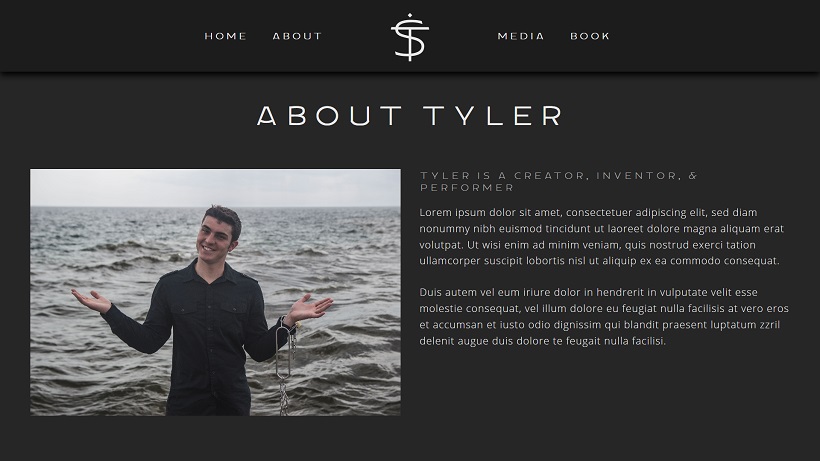 HOME ABOUT MEDIA BOOK
ABOUT TYLER
TYLER IS A CREATOR, INVENTOR, &
PERFORMER
Lorem ipsum dolor sit amet, consectetuer adipiscing elit, sed diam
nonummy nibh euismod tincidunt ut laoreet dolore magna aliquam erat
volutpat. Ut wisi enim ad minim veniam, quis nostrud exerci tation
ullamcorper suscipit lobortis nisl ut aliquip ex ea commodo consequat.
Duis autem vel eum iriure dolor in hendrerit in vulputate velit esse
molestie consequat, vel illum dolore eu feugiat nulla facilisis at vero eros
et accumsan et iusto odio dignissim qui blandit praesent luptatum zzril
delenit augue duis dolore te feugait nulla facilisi.